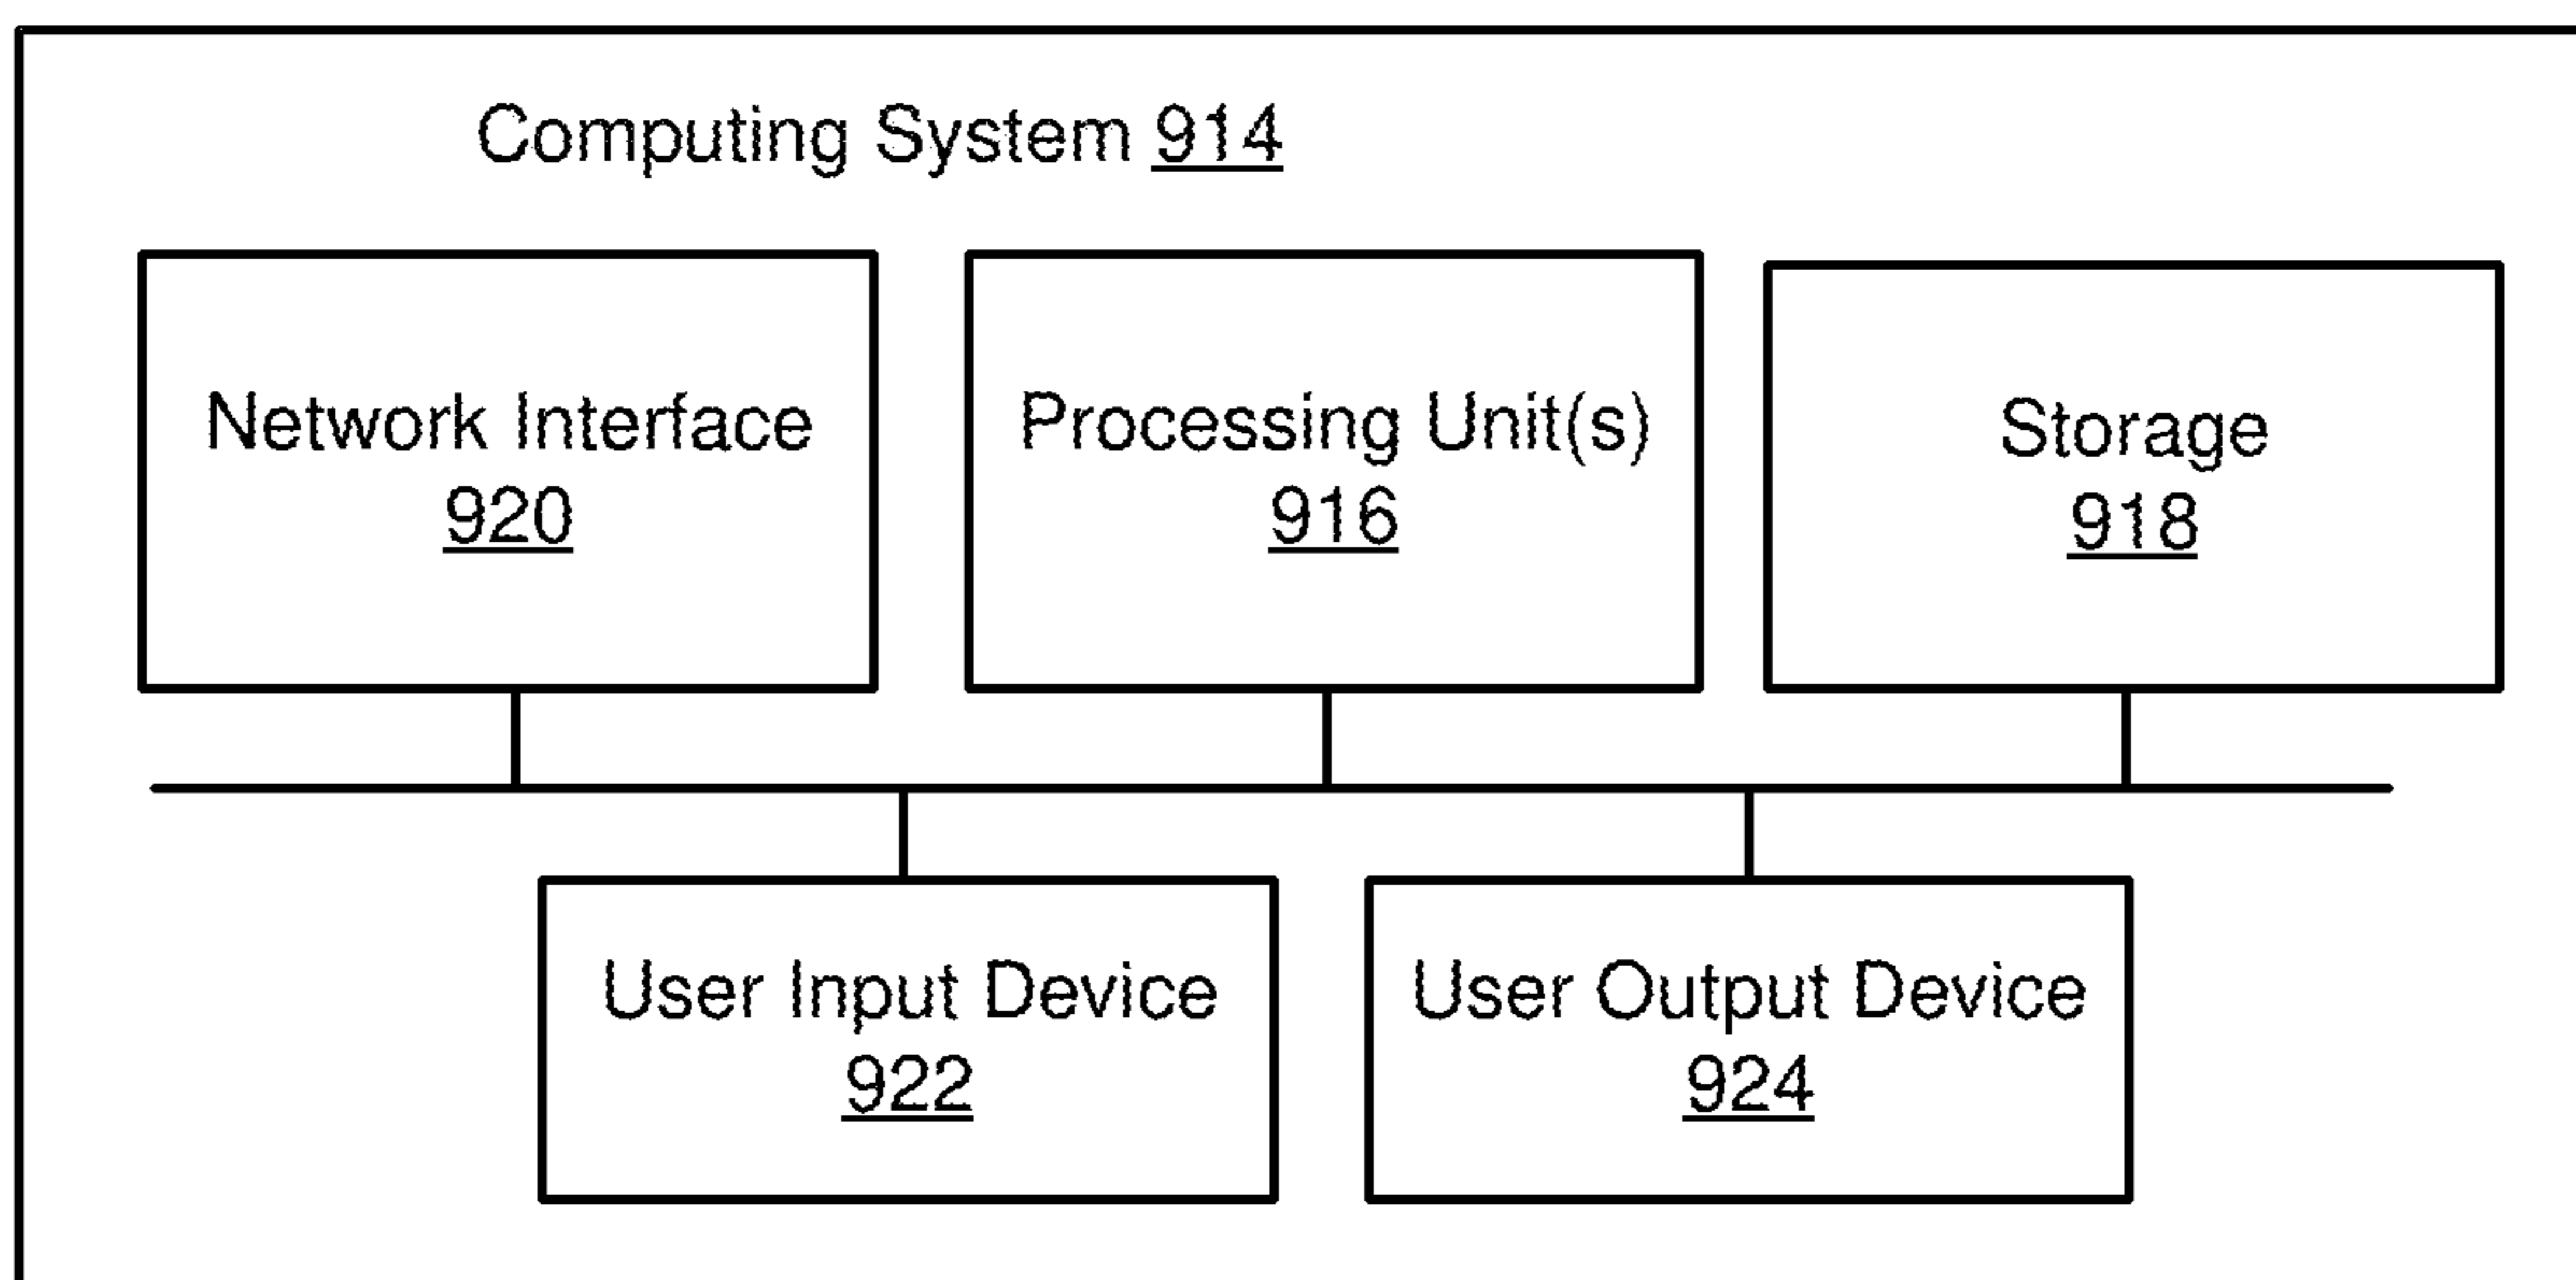 Computing System 914
Network Interface
920
Processing Unit(s)
916
Storage
918
User Input Device
922
User Output Device
924